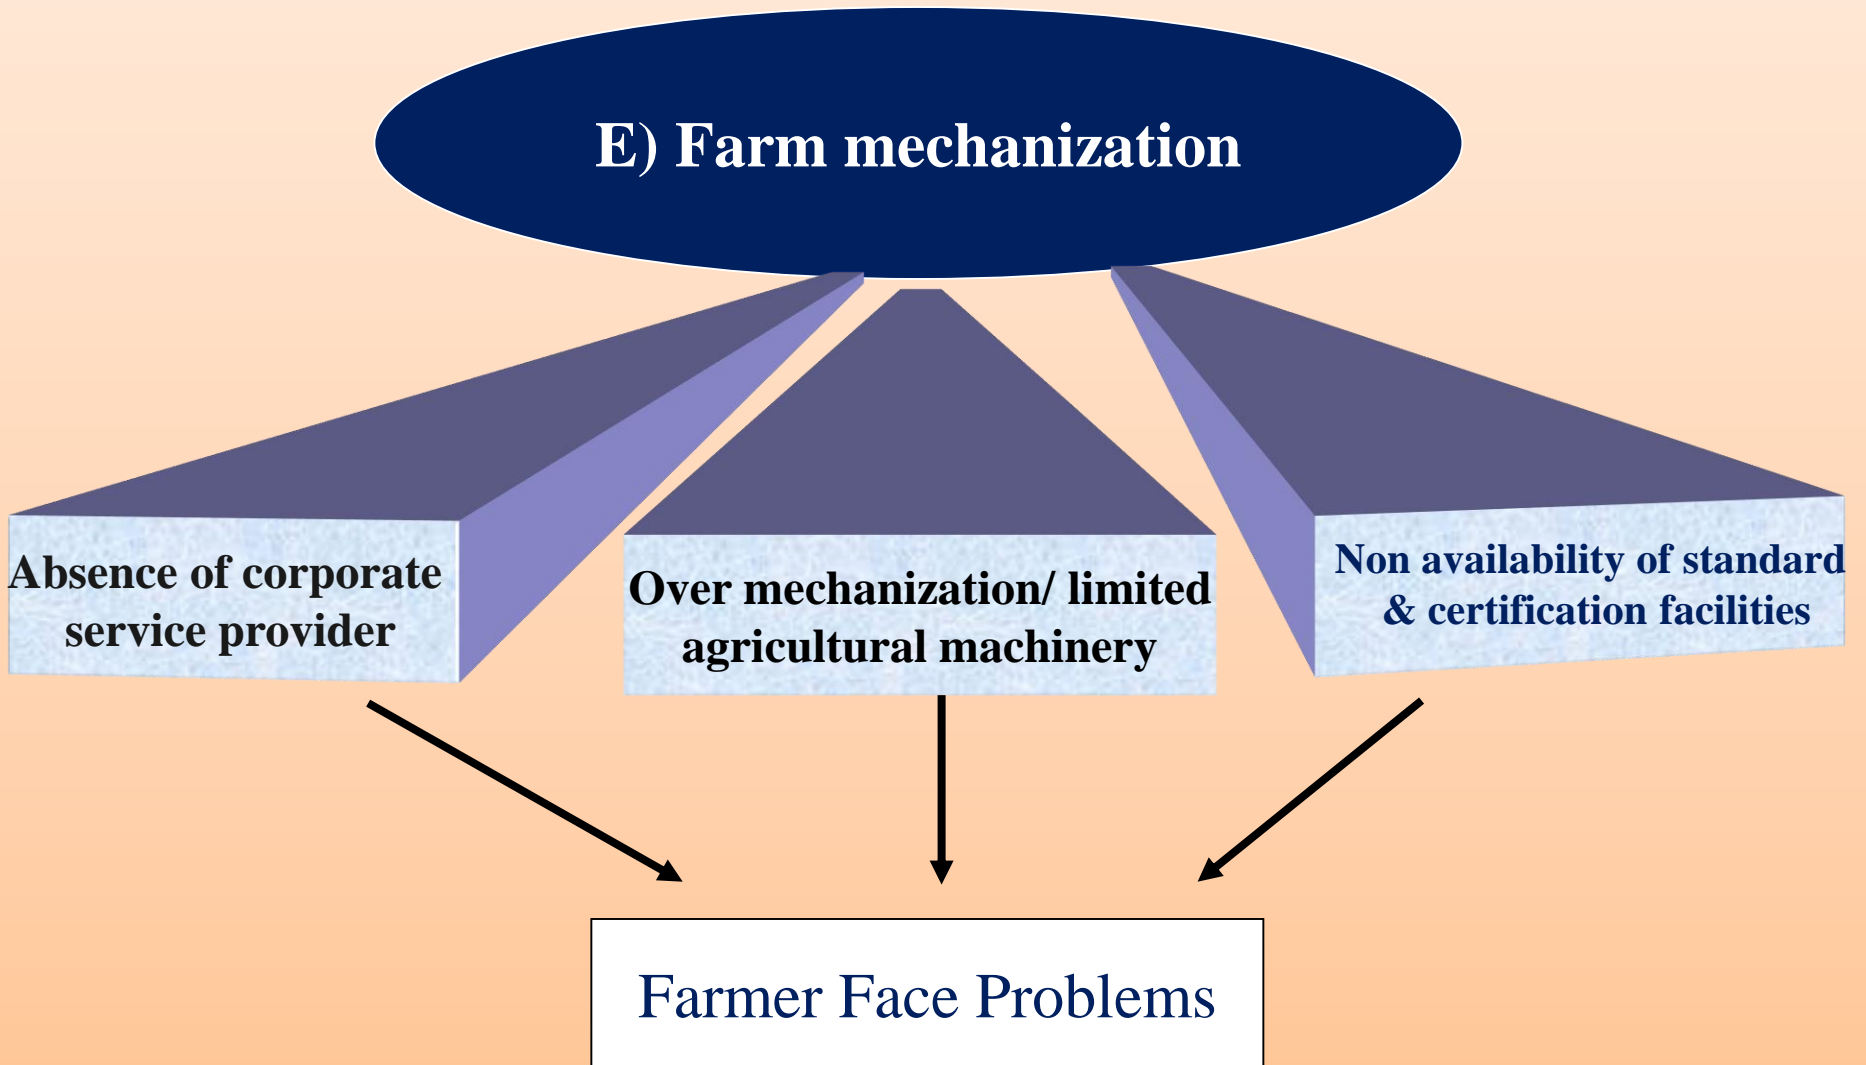 E) Farm mechanization
Absence of corporate
service provider
Over mechanization/ limited
agricultural machinery
Non availability of standard
& certification facilities
Farmer Face Problems